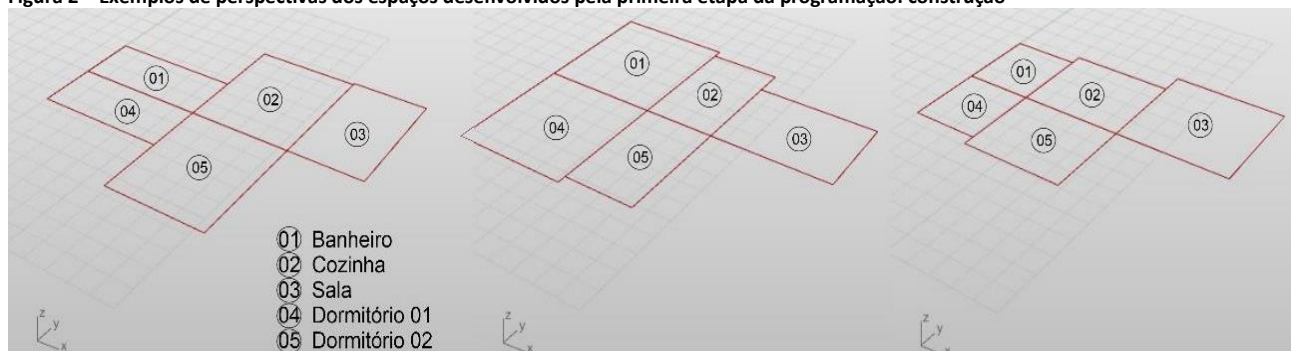 Figura 2 – Exemplos de perspectivas dos espaços desenvolvidos pela primeira etapa da programação: construção
01
02
03
04
05
01
02
03
04
05
01
02
03
04
05
01 Banheiro
02 Cozinha
03 Sala
04 Dormitório 01
05 Dormitório 02
z
y
x
z
y
x
z
y
x